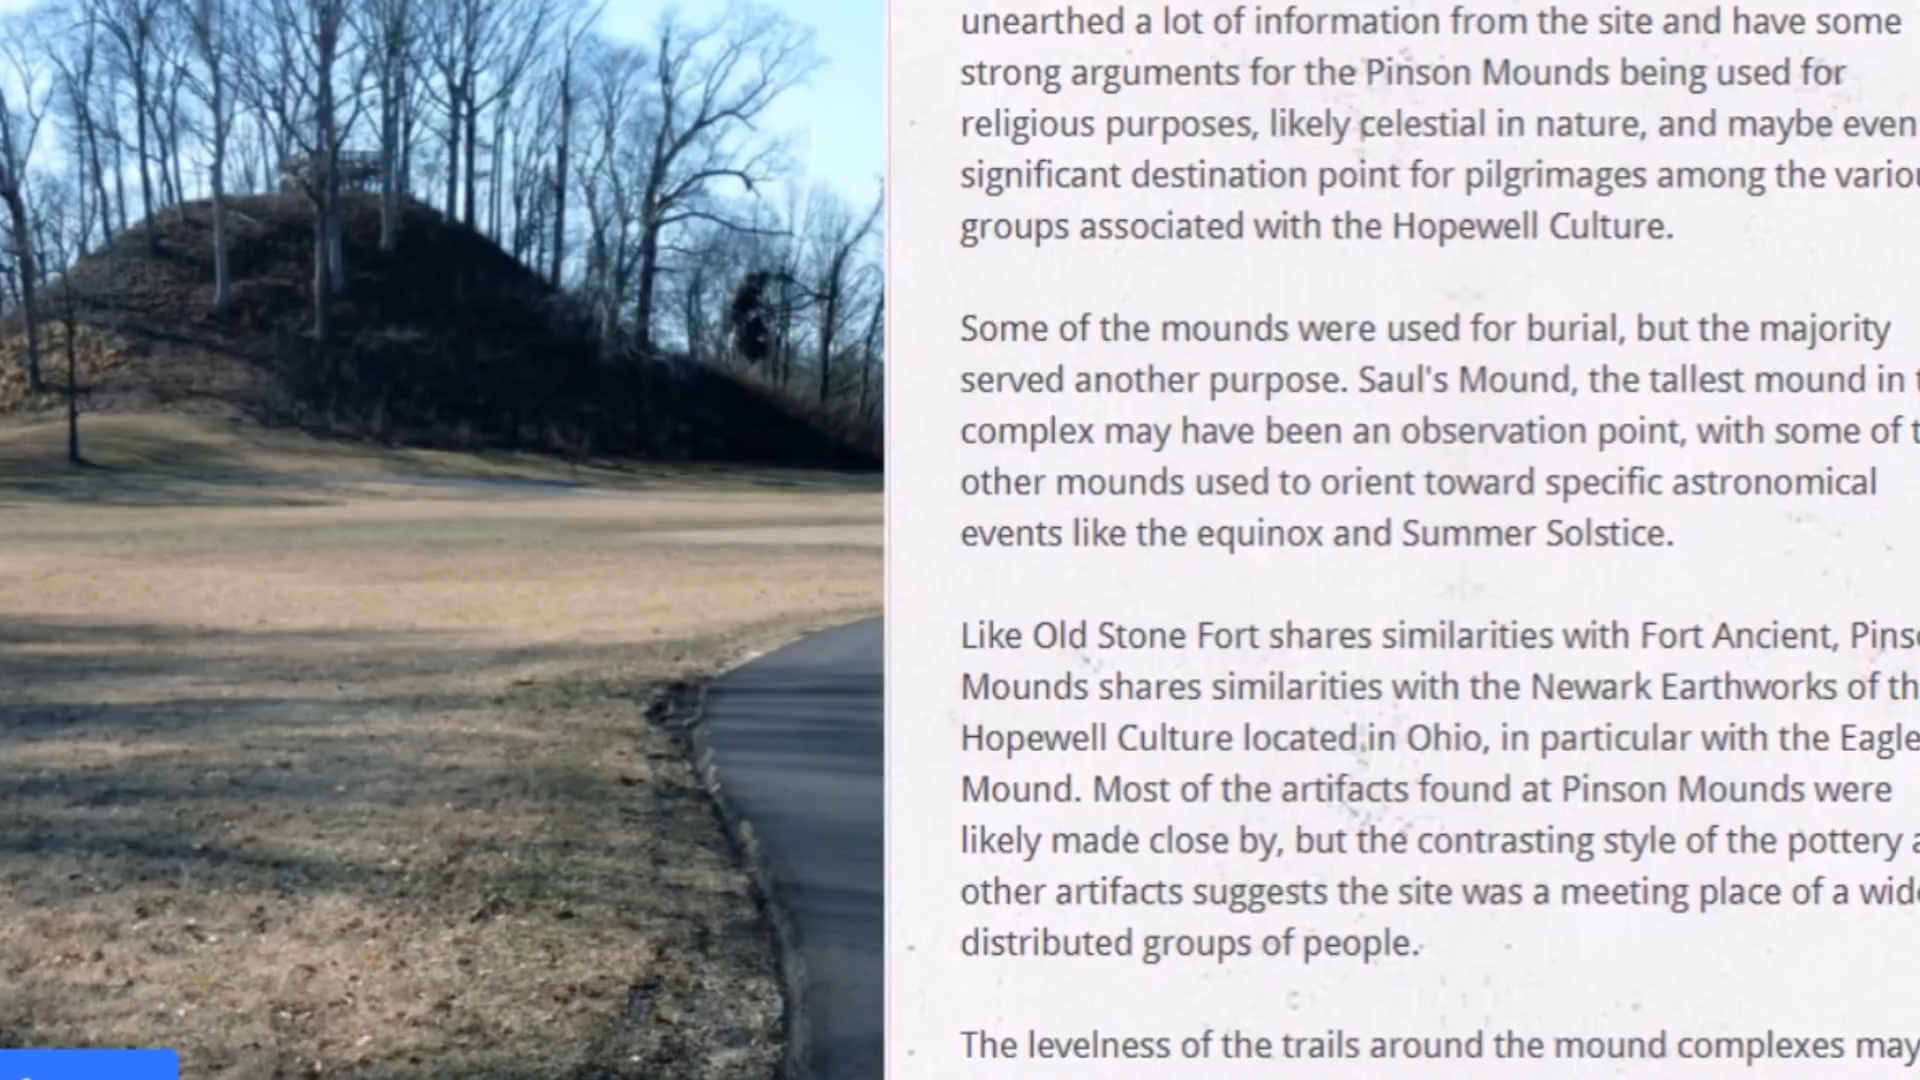 unearthed a lot of information from the site and have some
strong arguments for the Pinson Mounds being used for
religious purposes, likely celestial in nature, and maybe even
significant destination point for pilgrimages among the
groups associated with the Hopewell Culture.
Some of the mounds were used for burial, but the majority
served another purpose. Saul's Mound, the tallest mound in
complex may have been an observation point, with some of
other mounds used to orient toward specific astronomical
events like the equinox and Summer Solstice.
Like Old Stone Fort shares similarities with Fort Ancient,
Mounds shares similarities with the Newark Earthworks of
Hopewell Culture located in Ohio, in particular with the Eagle
Mound. Most of the artifacts found at Pinson Mounds were
likely made close by, but the contrasting style of the pottery
other artifacts suggests the site was a meeting place of a
distributed groups of people.
The levelness of the trails around the mound complexes may